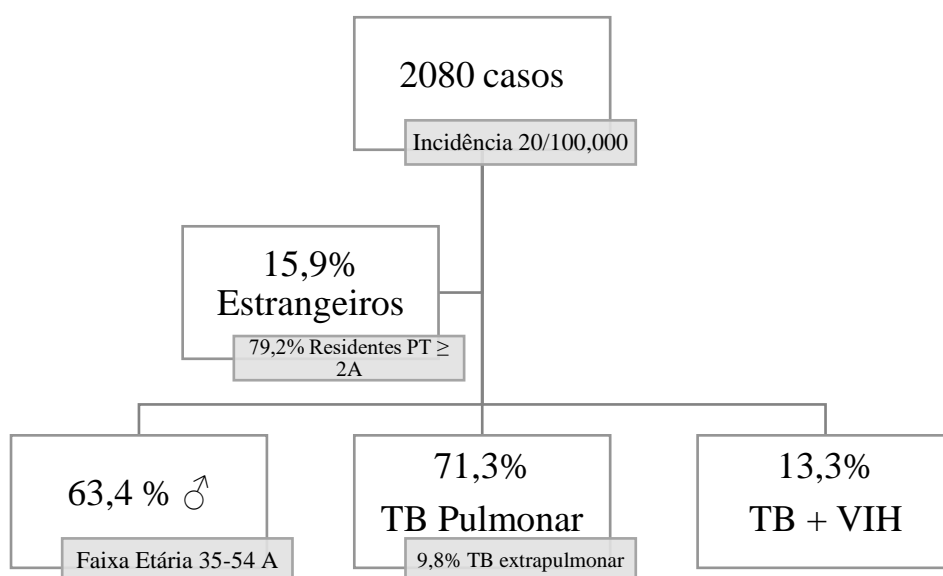 2080 casos
Incidência 20/100,000
15,9%
Estrangeiros
79,2% Residentes PT ≥
2A
63,4 % ♂
Faixa Etária 35-54 A
71,3%
TB Pulmonar
9,8% TB extrapulmonar
13,3%
TB + VIH